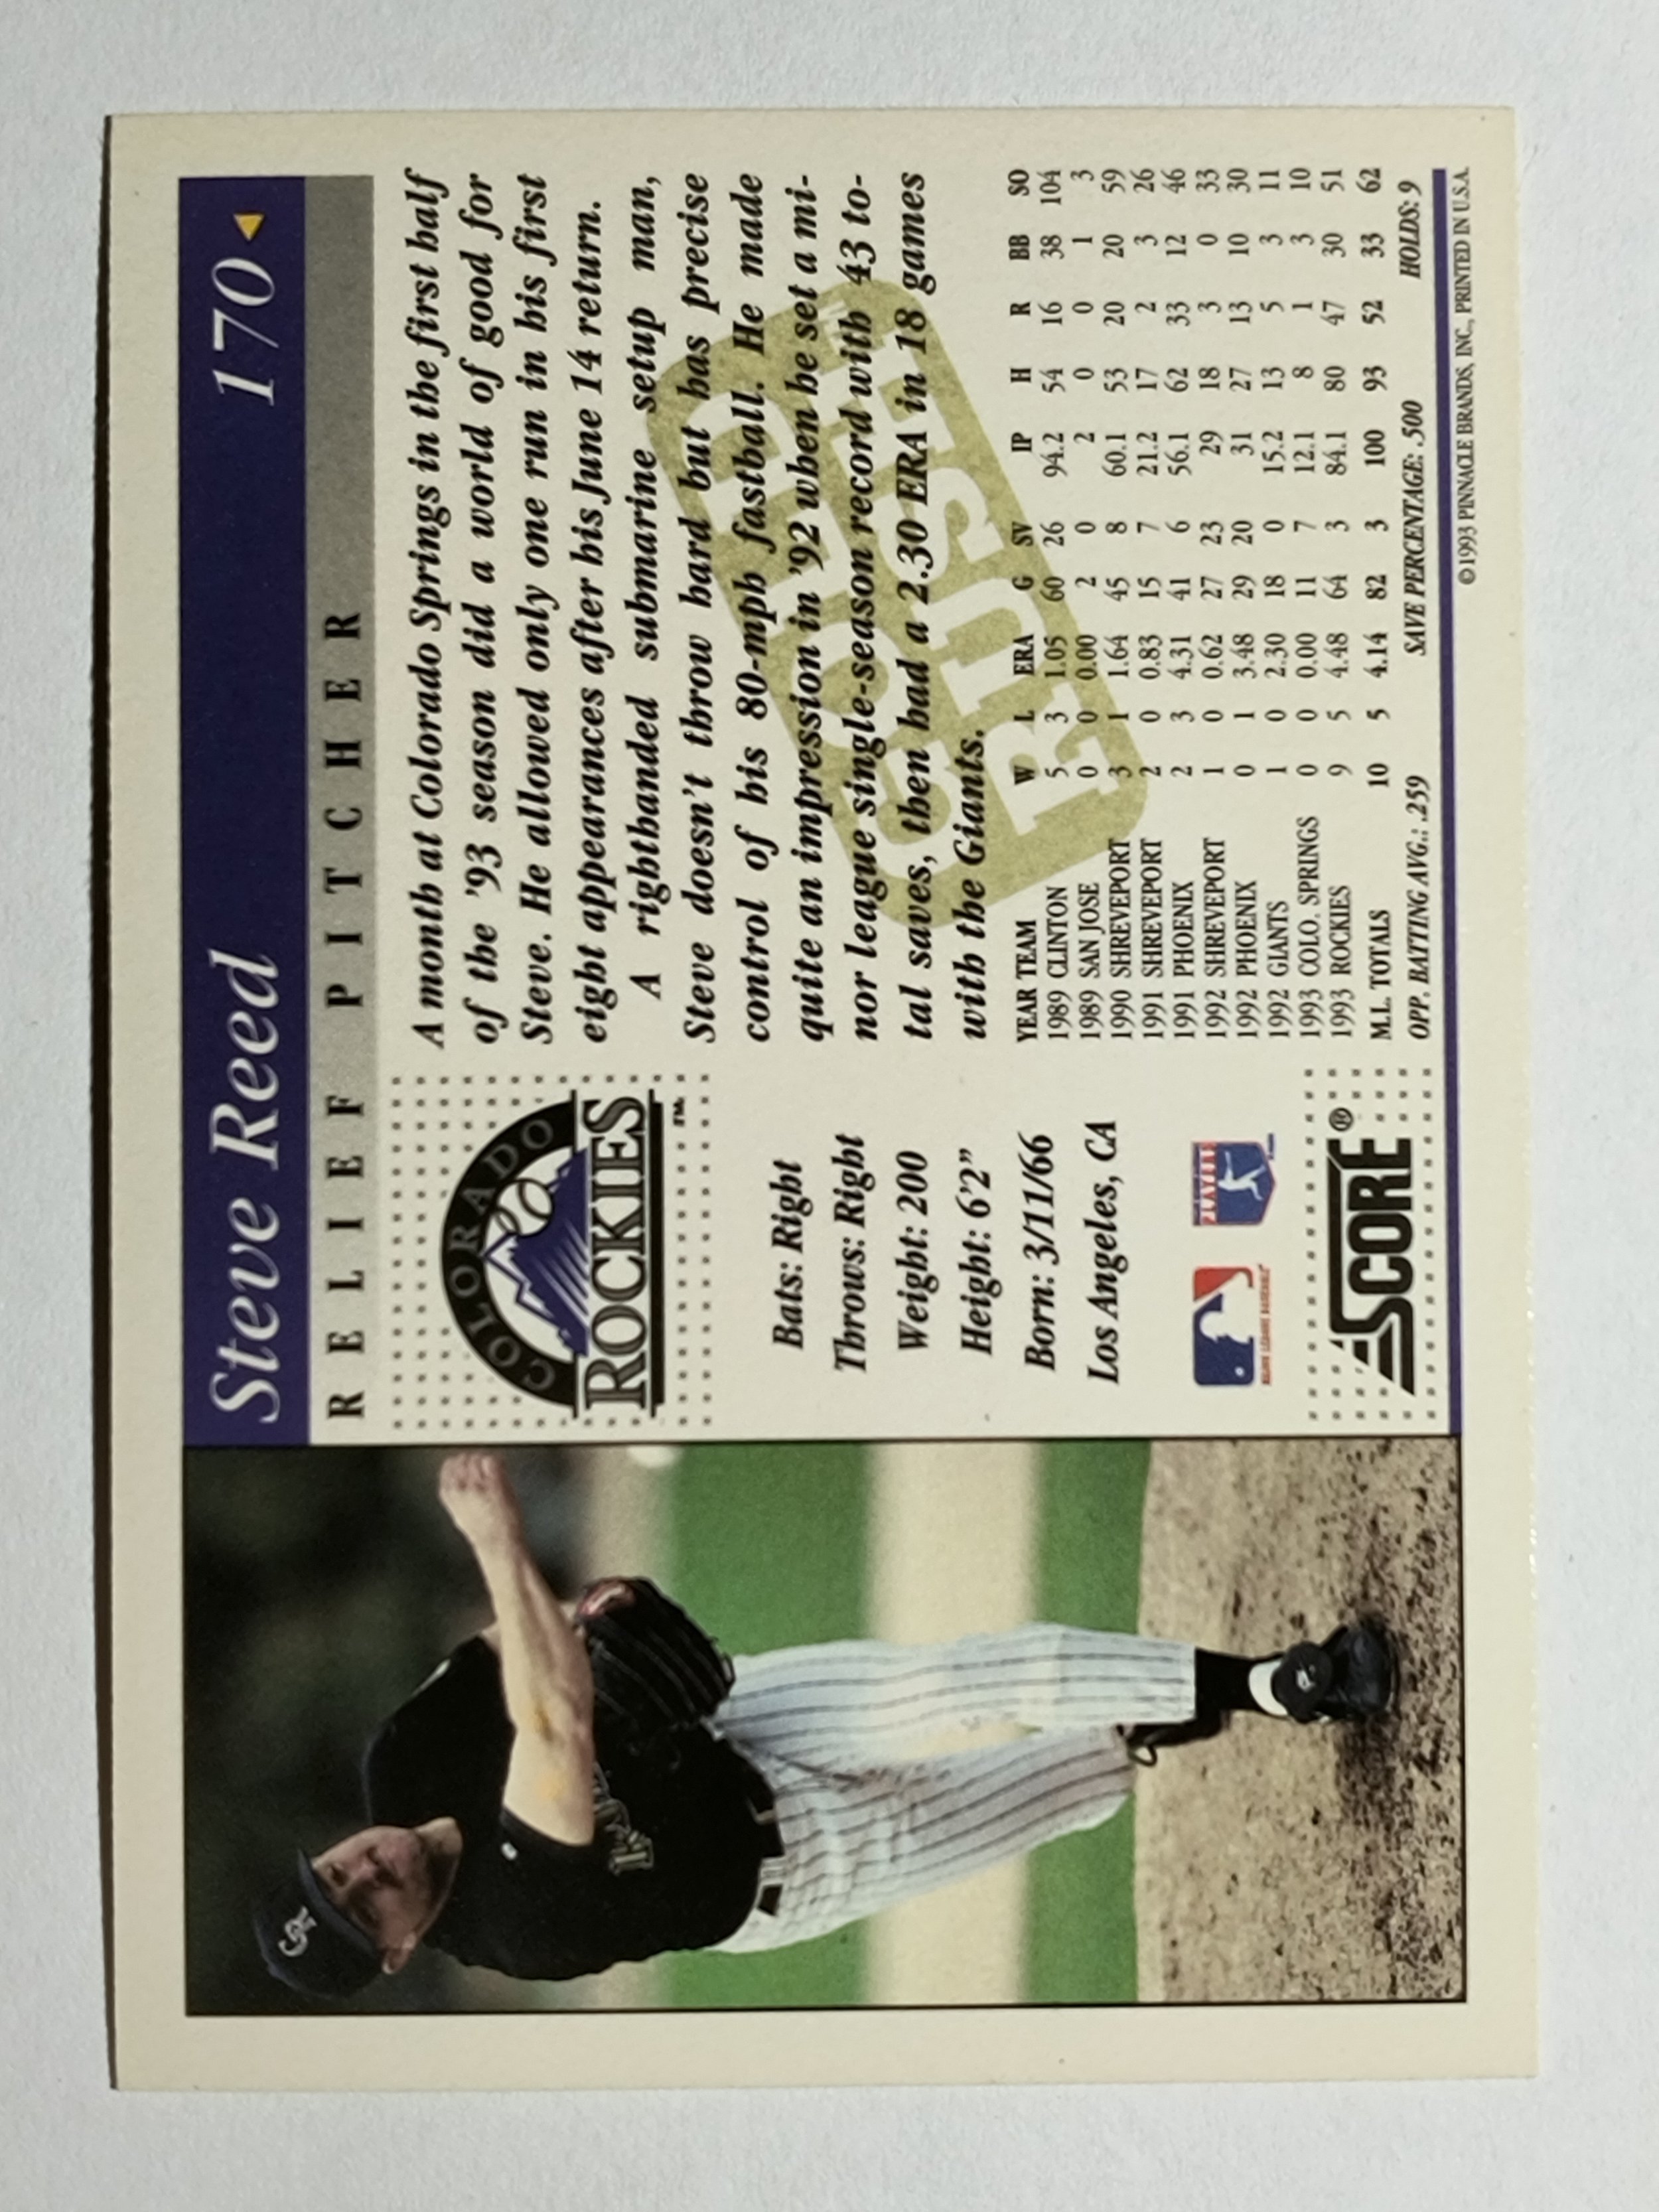 Steve Reed 170
RELIEF PITCHER
COLORADO
ROCKIES™
Bats: Right
Throws: Right
Weight: 200
Height: 6'2"
Born: 3/11/66
Los Angeles, CA
MAJOR LEAGUE BASEBALL
PLAYERS
SCORE®
A month at Colorado Springs in the first half
of the '93 season did a world of good for
Steve. He allowed only one run in his first
eight appearances after his June 14 return.
A righthanded submarine setup man,
Steve doesn't throw hard but has precise
control of his 80-mph fastball. He made
quite an impression in '92 when he set a mi-
nor league single-season record with 43 to-
tal saves, then had a 2.30 ERA in 18 games
with the Giants.
GOLD
RUSH
YEAR TEAM W L ERA G SV IP H R BB SO
1989 CLINTON 5 3 1.05 60 26 94.2 54 16 38 104
1989 SAN JOSE 0 0 0.00 2 0 2 0 0 1 3
1990 SHREVEPORT 3 1 1.64 45 8 60.1 53 20 20 59
1991 SHREVEPORT 2 0 0.83 15 7 21.2 17 2 3 26
1991 PHOENIX 2 3 4.31 41 6 56.1 62 33 12 46
1992 SHREVEPORT 1 0 0.62 27 23 29 18 3 0 33
1992 PHOENIX 0 1 3.48 29 20 31 27 13 10 30
1992 GIANTS 1 0 2.30 18 0 15.2 13 5 3 11
1993 COLO. SPRINGS 0 0 0.00 11 7 12.1 8 1 3 10
1993 ROCKIES 9 5 4.48 64 3 84.1 80 47 30 51
M.L. TOTALS 10 5 4.14 82 3 100 93 52 33 62
OPP. BATTING AVG.: .259 SAVE PERCENTAGE: .500 HOLDS: 9
©1993 PINNACLE BRANDS, INC., PRINTED IN U.S.A.
CR